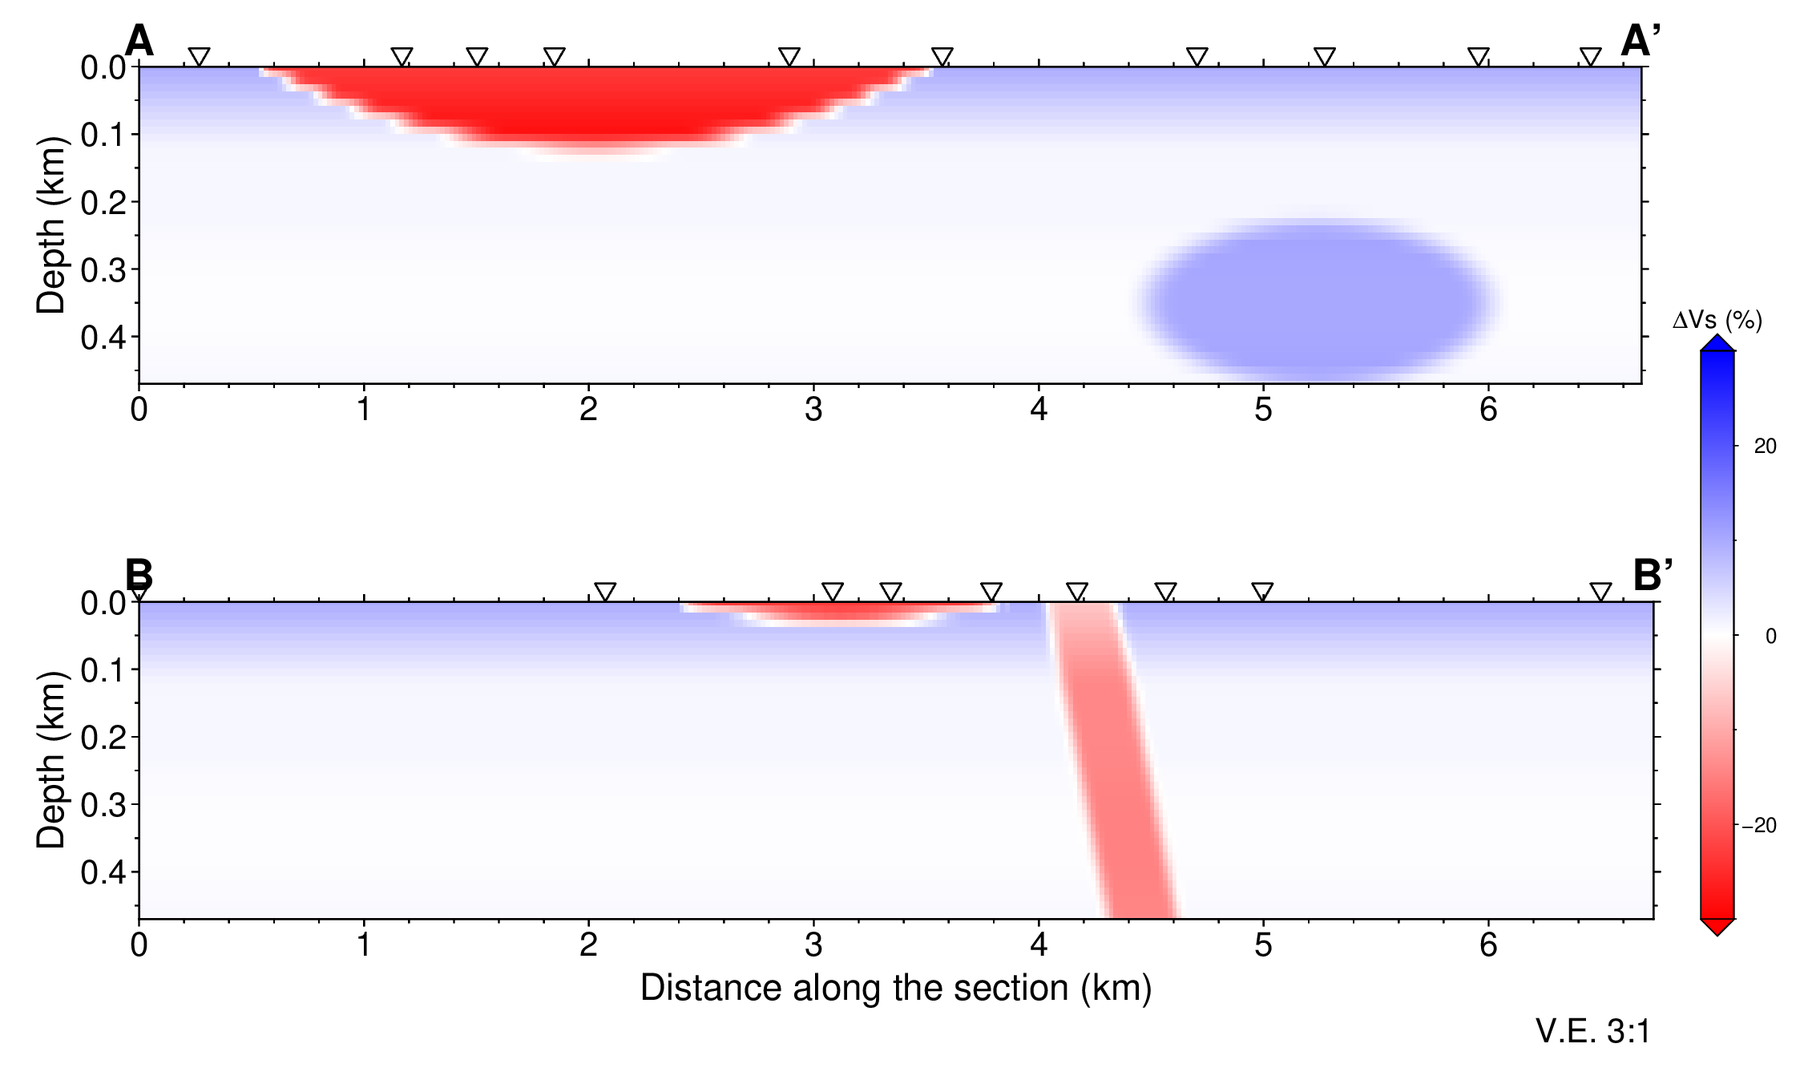 A A’
0.0
0.1
0.2
0.3
0.4
Depth (km)
0 1 2 3 4 5 6
ΔVs (%)
20
0
−20
B B’
0.0
0.1
0.2
0.3
0.4
Depth (km)
0 1 2 3 4 5 6
Distance along the section (km)
V.E. 3:1